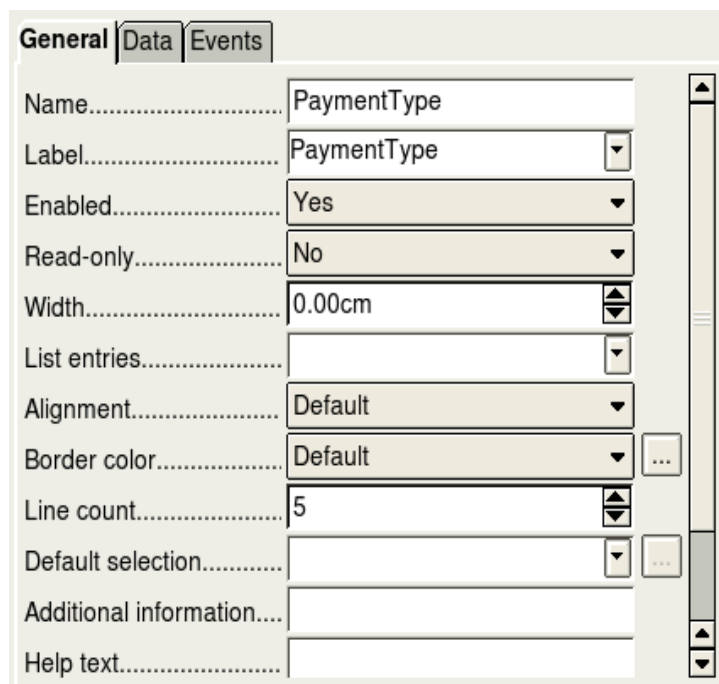 General Data Events
Name............................ PaymentType
Label............................ PaymentType
Enabled........................ Yes
Read-only..................... No
Width............................ 0.00cm
List entries....................
Alignment...................... Default
Border color.................. Default ...
Line count..................... 5
Default selection............ ...
Additional information....
Help text.......................